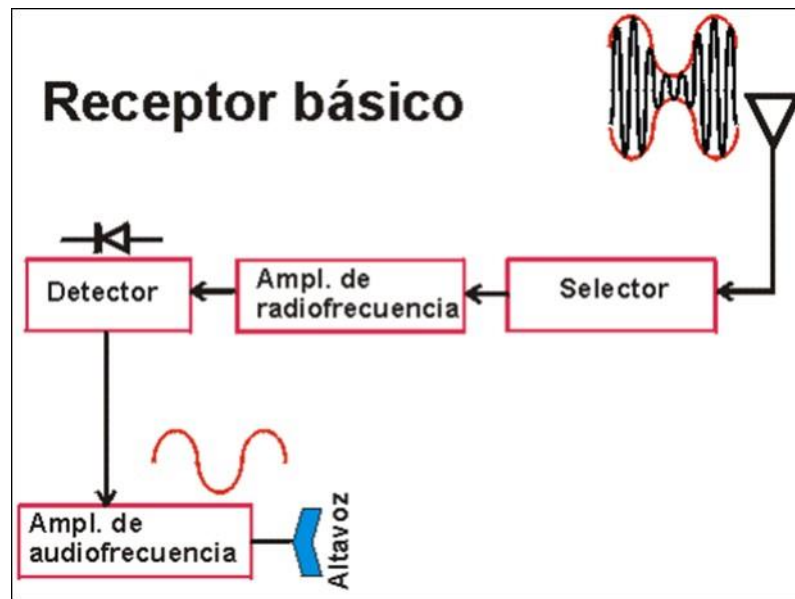 Receptor básico
Detector
Ampl. de
radiofrecuencia
Selector
Ampl. de
audiofrecuencia
Altavoz